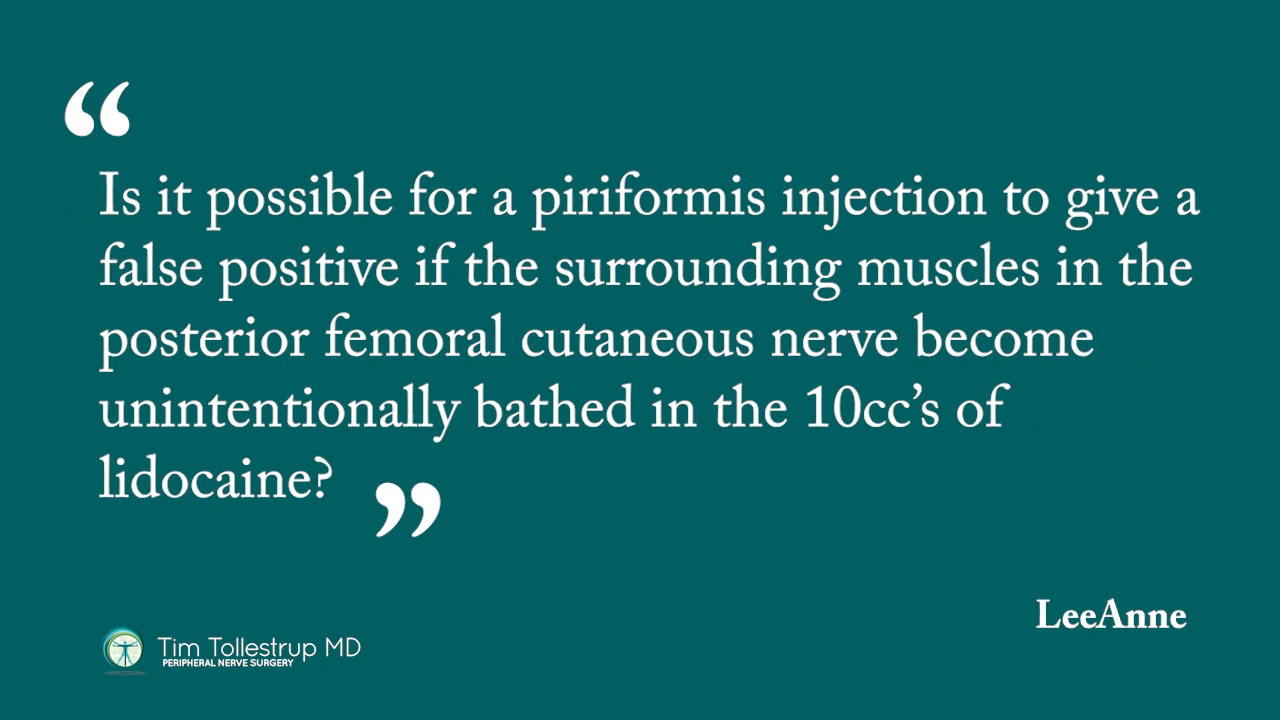 “
Is it possible for a piriformis injection to give a
false positive if the surrounding muscles in the
posterior femoral cutaneous nerve become
unintentionally bathed in the 10cc’s of
lidocaine? ”
LeeAnne
Tim Tollestrup MD
PERIPHERAL NERVE SURGERY